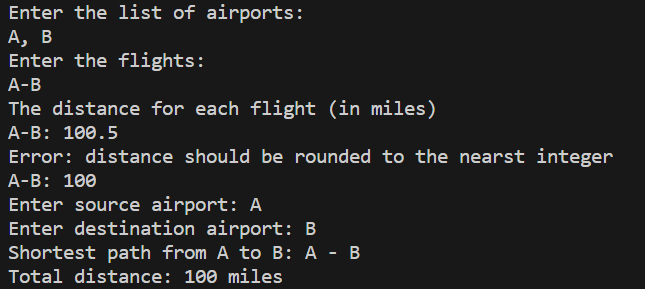 Enter the list of airports:
A, B
Enter the flights:
A-B
The distance for each flight (in miles)
A-B: 100.5
Error: distance should be rounded to the nearst integer
A-B: 100
Enter source airport: A
Enter destination airport: B
Shortest path from A to B: A - B
Total distance: 100 miles